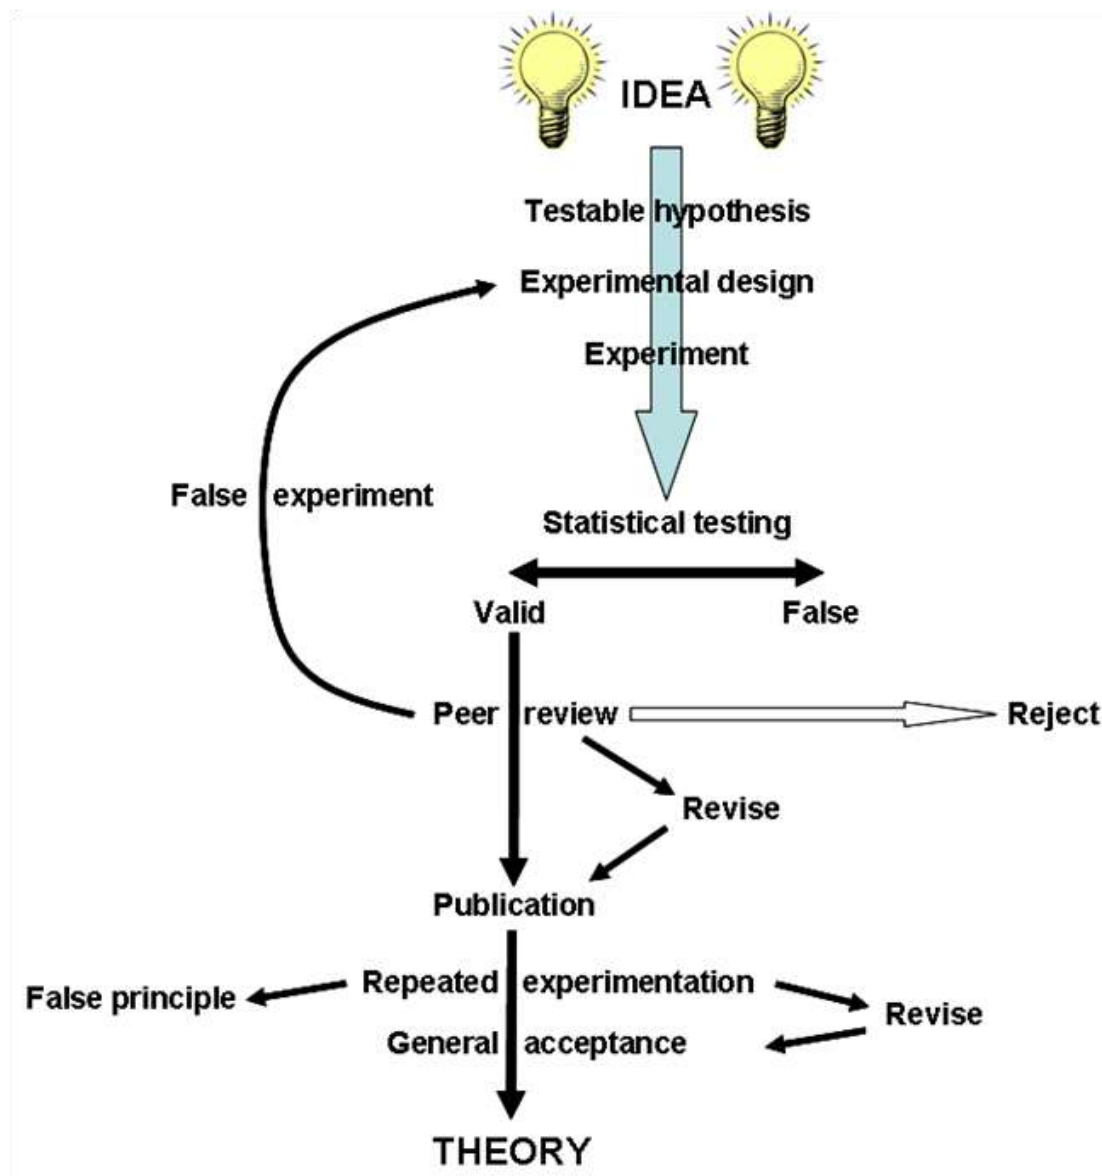 IDEA
Testable hypothesis
Experimental design
Experiment
False experiment
Statistical testing
Valid
False
Peer review
Reject
Revise
Publication
Repeated experimentation
False principle
Revise
General acceptance
THEORY